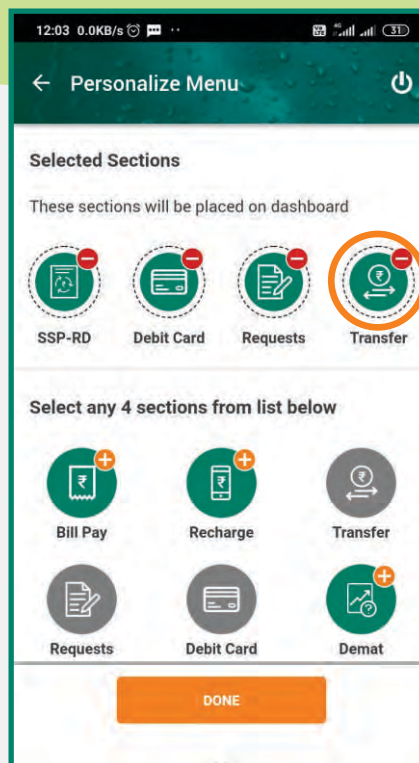 12:03 0.0KB/s
4G
31
Personalize Menu
Selected Sections
These sections will be placed on dashboard
SSP-RD Debit Card Requests Transfer
Select any 4 sections from list below
Bill Pay Recharge Transfer
Requests Debit Card Demat
DONE